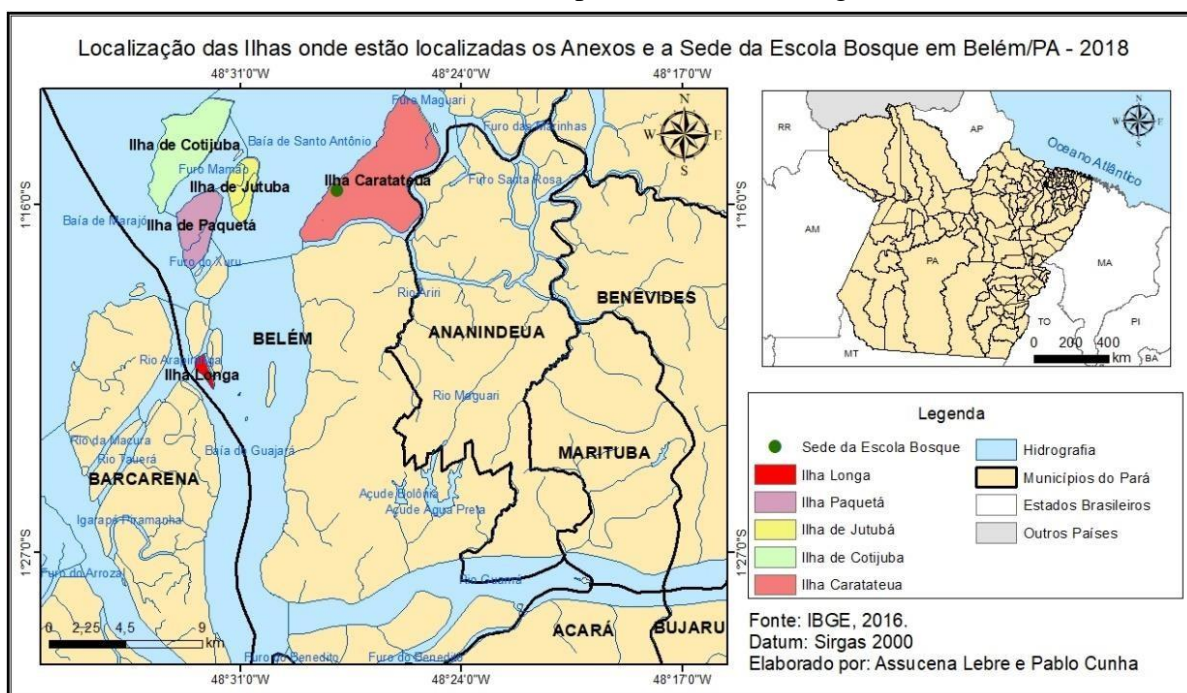 Localização das Ilhas onde estão localizadas os Anexos e a Sede da Escola Bosque em Belém/PA - 2018
48°31'0"W
48°24'0"W
48°17'0"W
Furo Maguari
Furo das Marinhas
Baía de Santo Antônio
N
W
E
S
Ilha de Cotijuba
Furo Mamão
Ilha de Jutuba
Ilha Caratateua
Furo Santa Rosa
1°16'0"S
1°16'0"S
Baía de Marajó
Ilha de Paquetá
Furo do Xuru
Rio Ariri
BENEVIDES
BELÉM
ANANINDEUA
Ilha Longa
Rio Maguari
Rio da Macura
Rio Tauerá
Baía do Guajará
MARITUBA
BARCARENA
Açude Bolônia
Açude Água Preta
Igarapé Piramanha
1°27'0"S
1°27'0"S
Furo do Arrozal
Rio Guamá
0 2,25 4,5 9
km
ACARÁ
BUJARU
Furo do Benedito
Furo do Benedito
48°31'0"W
48°24'0"W
48°17'0"W
RR
AP
N
W
E
S
Oceano Atlântico
AM
PA
MA
TO
PI
MT
BA
0 200 400
km
Legenda
Sede da Escola Bosque
Ilha Longa
Ilha Paquetá
Ilha de Jutubá
Ilha de Cotijuba
Ilha Caratateua
Hidrografia
Municípios do Pará
Estados Brasileiros
Outros Países
Fonte: IBGE, 2016.
Datum: Sirgas 2000
Elaborado por: Assucena Lebre e Pablo Cunha